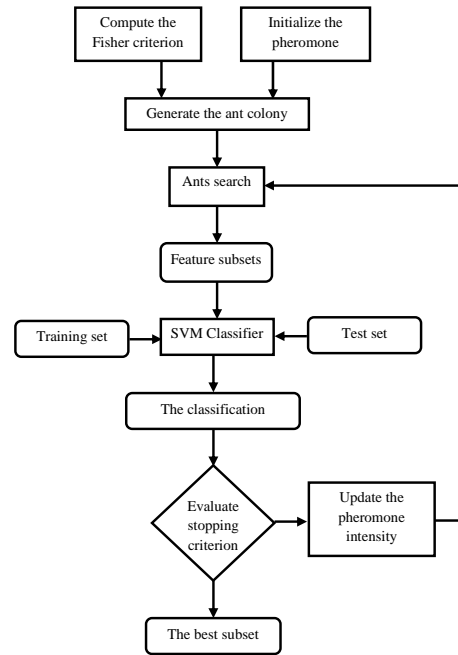 Compute the
Fisher criterion
Initialize the
pheromone
Generate the ant colony
Ants search
Feature subsets
Training set
SVM Classifier
Test set
The classification
Evaluate
stopping
criterion
Update the
pheromone
intensity
The best subset